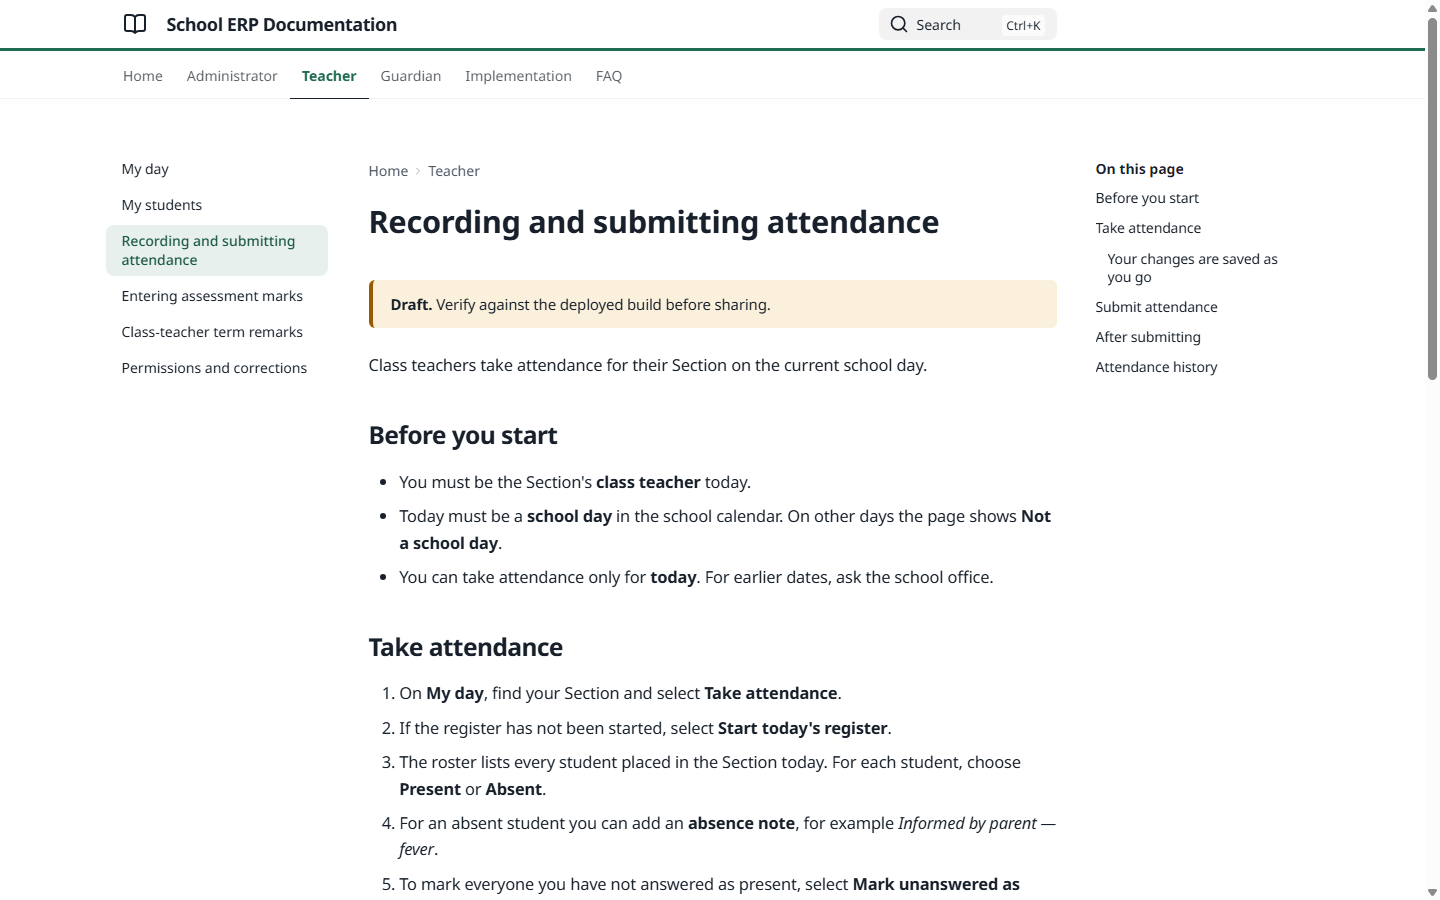 School ERP Documentation
Search
Ctrl+K
Home
Administrator
Teacher
Guardian
Implementation
FAQ
My day
My students
Recording and submitting
attendance
Entering assessment marks
Class-teacher term remarks
Permissions and corrections
Home › Teacher
Recording and submitting attendance
Draft. Verify against the deployed build before sharing.
Class teachers take attendance for their Section on the current school day.
Before you start
• You must be the Section's class teacher today.
• Today must be a school day in the school calendar. On other days the page shows Not
a school day.
• You can take attendance only for today. For earlier dates, ask the school office.
Take attendance
1. On My day, find your Section and select Take attendance.
2. If the register has not been started, select Start today's register.
3. The roster lists every student placed in the Section today. For each student, choose
Present or Absent.
4. For an absent student you can add an absence note, for example Informed by parent —
fever.
5. To mark everyone you have not answered as present, select Mark unanswered as
On this page
Before you start
Take attendance
Your changes are saved as
you go
Submit attendance
After submitting
Attendance history